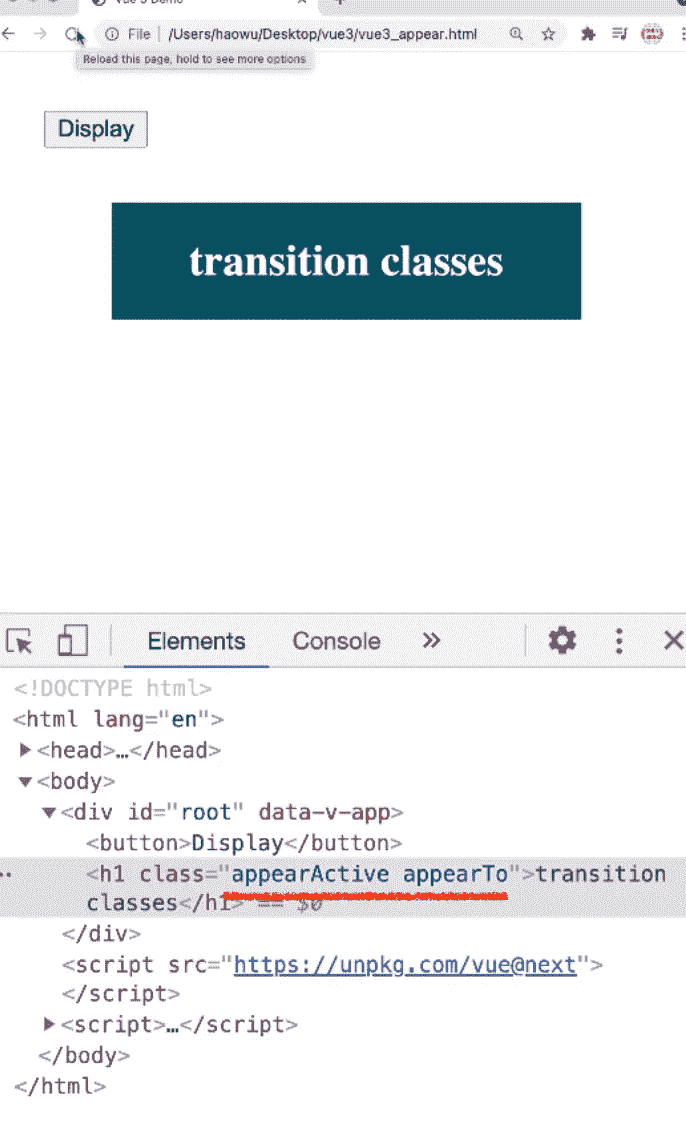 Vue 3 Demo
File /Users/haowu/Desktop/vue3/vue3_appear.html
Reload this page, hold to see more options
Display
transition classes
Elements Console
<!DOCTYPE html>
<html lang="en">
<head>…</head>
<body>
<div id="root" data-v-app>
<button>Display</button>
<h1 class="appearActive appearTo">transition
classes</h1> == $0
</div>
<script src="https://unpkg.com/vue@next">
</script>
<script>…</script>
</body>
</html>